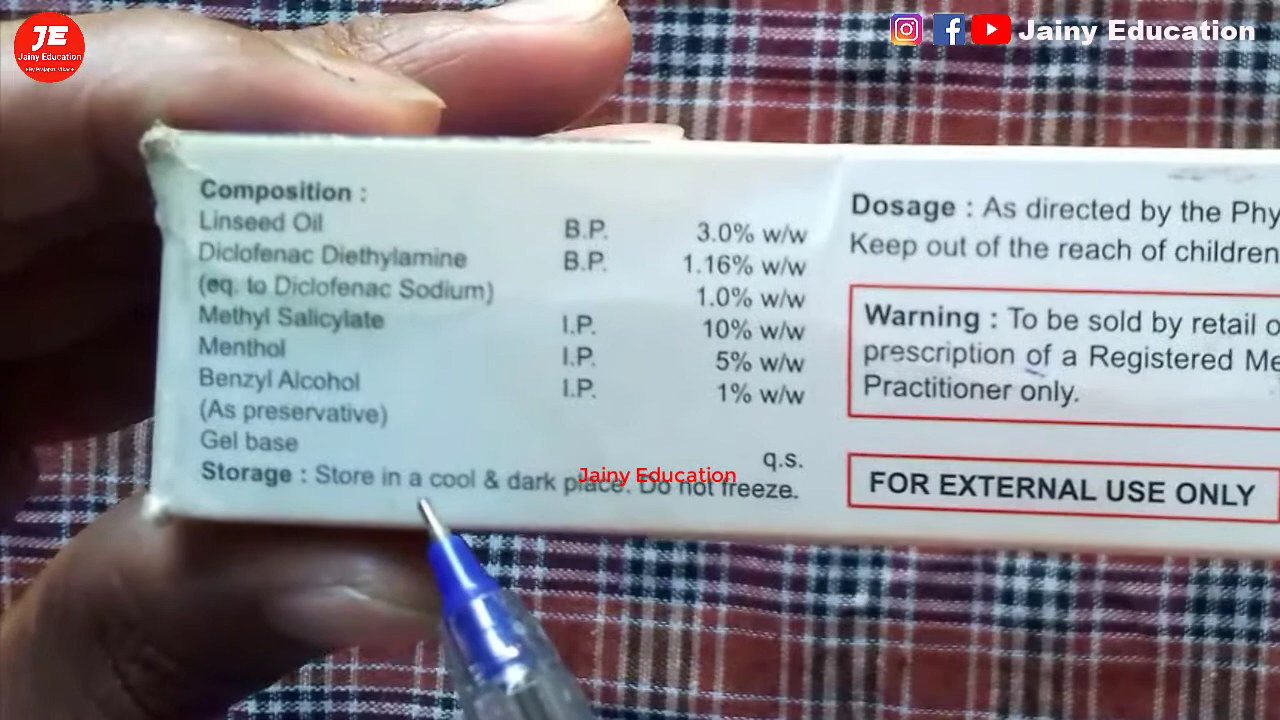 JE
Jainy Education
Jainy Education
Composition :
Linseed Oil B.P. 3.0% w/w
Diclofenac Diethylamine B.P. 1.16% w/w
(eq. to Diclofenac Sodium) 1.0% w/w
Methyl Salicylate I.P. 10% w/w
Menthol I.P. 5% w/w
Benzyl Alcohol I.P. 1% w/w
(As preservative)
Gel base q.s.
Storage : Store in a cool & dark place. Do not freeze.
Jainy Education
Dosage : As directed by the Phy
Keep out of the reach of children
Warning : To be sold by retail o
prescription of a Registered Me
Practitioner only.
FOR EXTERNAL USE ONLY